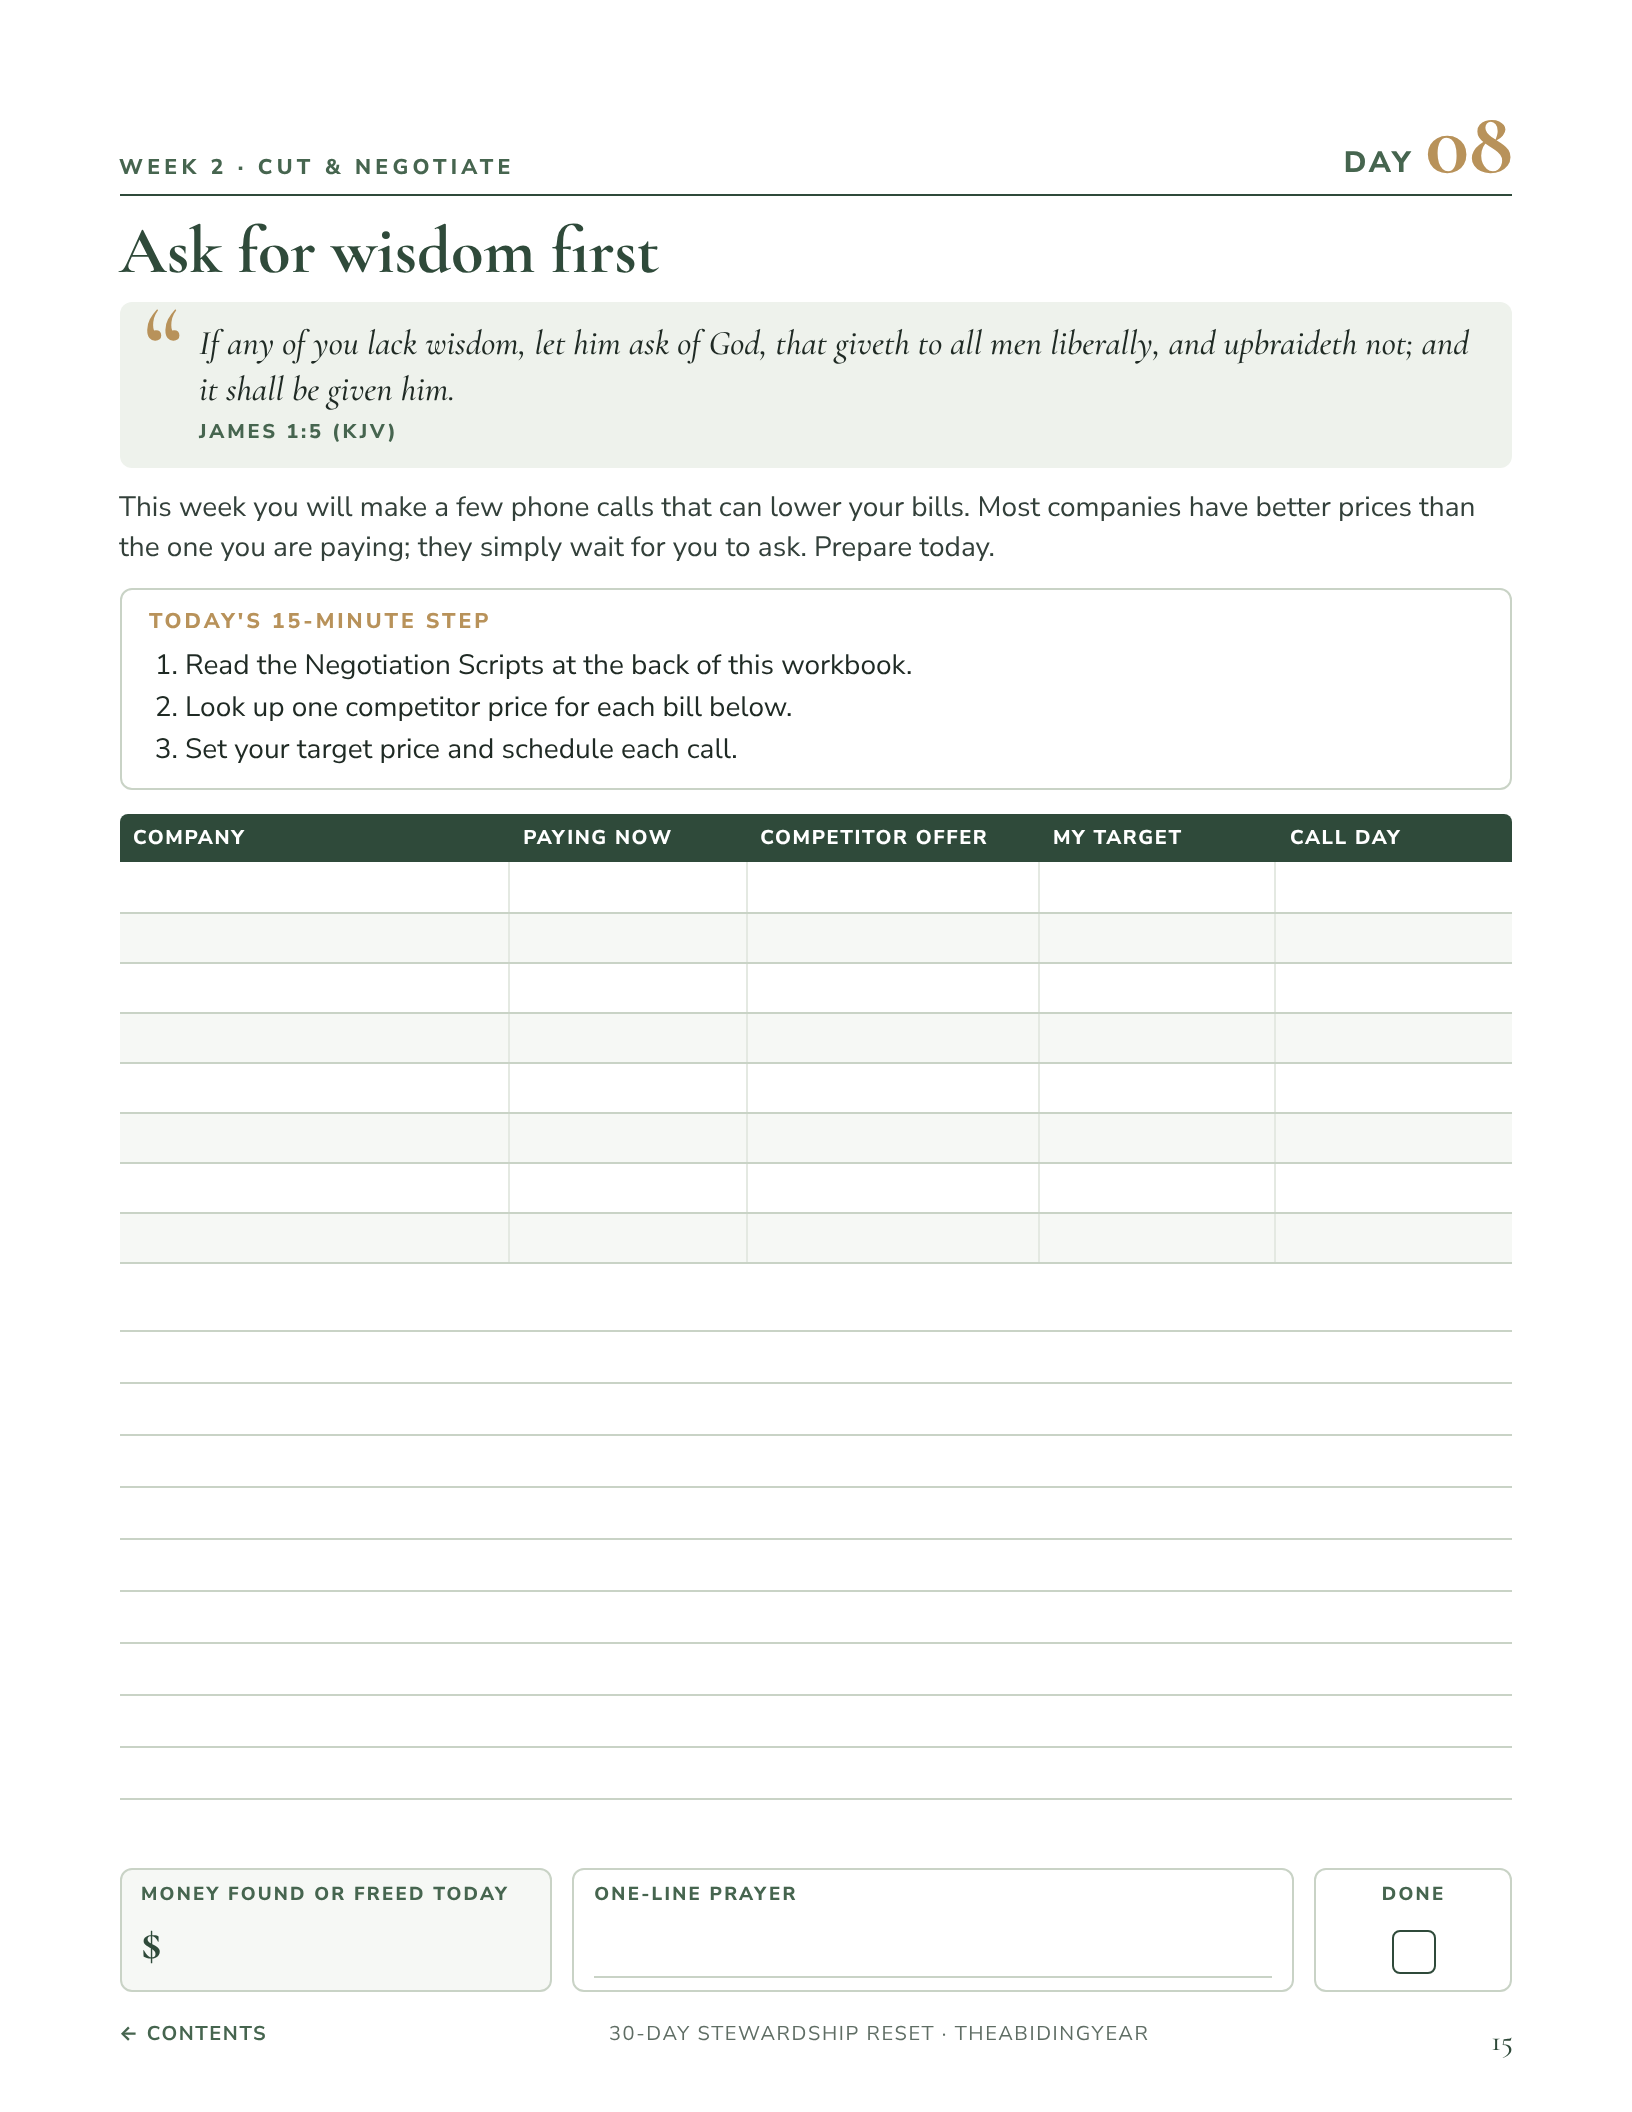 WEEK 2 · CUT & NEGOTIATE
DAY 08
Ask for wisdom first
“
If any of you lack wisdom, let him ask of God, that giveth to all men liberally, and upbraideth not; and
it shall be given him.
JAMES 1:5 (KJV)
This week you will make a few phone calls that can lower your bills. Most companies have better prices than
the one you are paying; they simply wait for you to ask. Prepare today.
TODAY'S 15-MINUTE STEP
1. Read the Negotiation Scripts at the back of this workbook.
2. Look up one competitor price for each bill below.
3. Set your target price and schedule each call.
COMPANY PAYING NOW COMPETITOR OFFER MY TARGET CALL DAY
MONEY FOUND OR FREED TODAY
$
ONE-LINE PRAYER
DONE
← CONTENTS
30-DAY STEWARDSHIP RESET · THEABIDINGYEAR
15